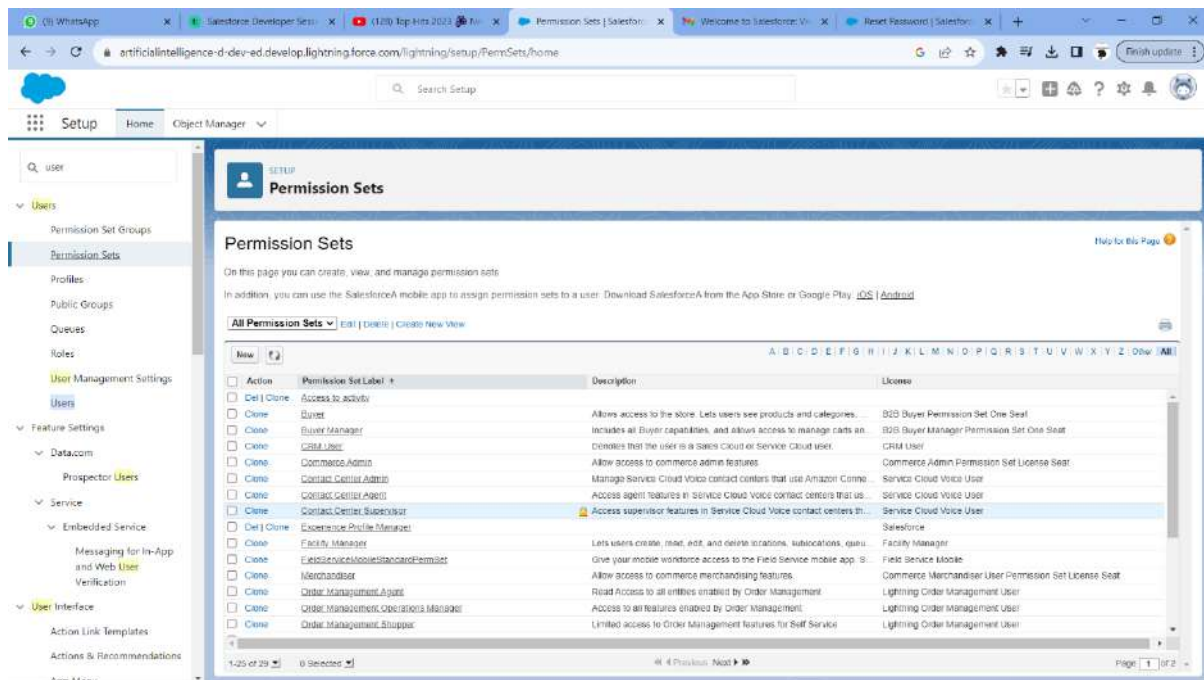 (9) WhatsApp
Salesforce Developer Sess
(128) Top Hits 2023
Permission Sets | Salesforc
Welcome to Salesforce: V
Reset Password | Salesforc
artificialintelligence-d-dev-ed.develop.lightning.force.com/lightning/setup/PermSets/home
Finish update
Search Setup
Setup Home Object Manager
user
Users
Permission Set Groups
Permission Sets
Profiles
Public Groups
Queues
Roles
User Management Settings
Users
Feature Settings
Data.com
Prospector Users
Service
Embedded Service
Messaging for In-App
and Web User
Verification
User Interface
Action Link Templates
Actions & Recommendations
SETUP
Permission Sets
Permission Sets
Help for this Page
On this page you can create, view, and manage permission sets.
In addition, you can use the SalesforceA mobile app to assign permission sets to a user. Download SalesforceA from the App Store or Google Play: iOS | Android
All Permission Sets Edit | Delete | Create New View
New A | B | C | D | E | F | G | H | I | J | K | L | M | N | O | P | Q | R | S | T | U | V | W | X | Y | Z | Other | All
Action Permission Set Label Description License
Del | Clone Access to activity
Clone Buyer Allows access to the store. Lets users see products and categories, ... B2B Buyer Permission Set One Seat
Clone Buyer Manager Includes all Buyer capabilities, and allows access to manage carts an... B2B Buyer Manager Permission Set One Seat
Clone CRM User Denotes that the user is a Sales Cloud or Service Cloud user. CRM User
Clone Commerce Admin Allow access to commerce admin features Commerce Admin Permission Set License Seat
Clone Contact Center Admin Manage Service Cloud Voice contact centers that use Amazon Conne... Service Cloud Voice User
Clone Contact Center Agent Access agent features in Service Cloud Voice contact centers that us... Service Cloud Voice User
Clone Contact Center Supervisor Access supervisor features in Service Cloud Voice contact centers th... Service Cloud Voice User
Del | Clone Experience Profile Manager Salesforce
Clone Facility Manager Lets users create, read, edit, and delete locations, sublocations, queu... Facility Manager
Clone FieldServiceMobileStandardPermSet Give your mobile workforce access to the Field Service mobile app. S... Field Service Mobile
Clone Merchandiser Allow access to commerce merchandising features. Commerce Merchandiser User Permission Set License Seat
Clone Order Management Agent Read Access to all entities enabled by Order Management Lightning Order Management User
Clone Order Management Operations Manager Access to all features enabled by Order Management Lightning Order Management User
Clone Order Management Shopper Limited access to Order Management features for Self Service Lightning Order Management User
1-25 of 29 0 Selected Previous Next Page 1 of 2